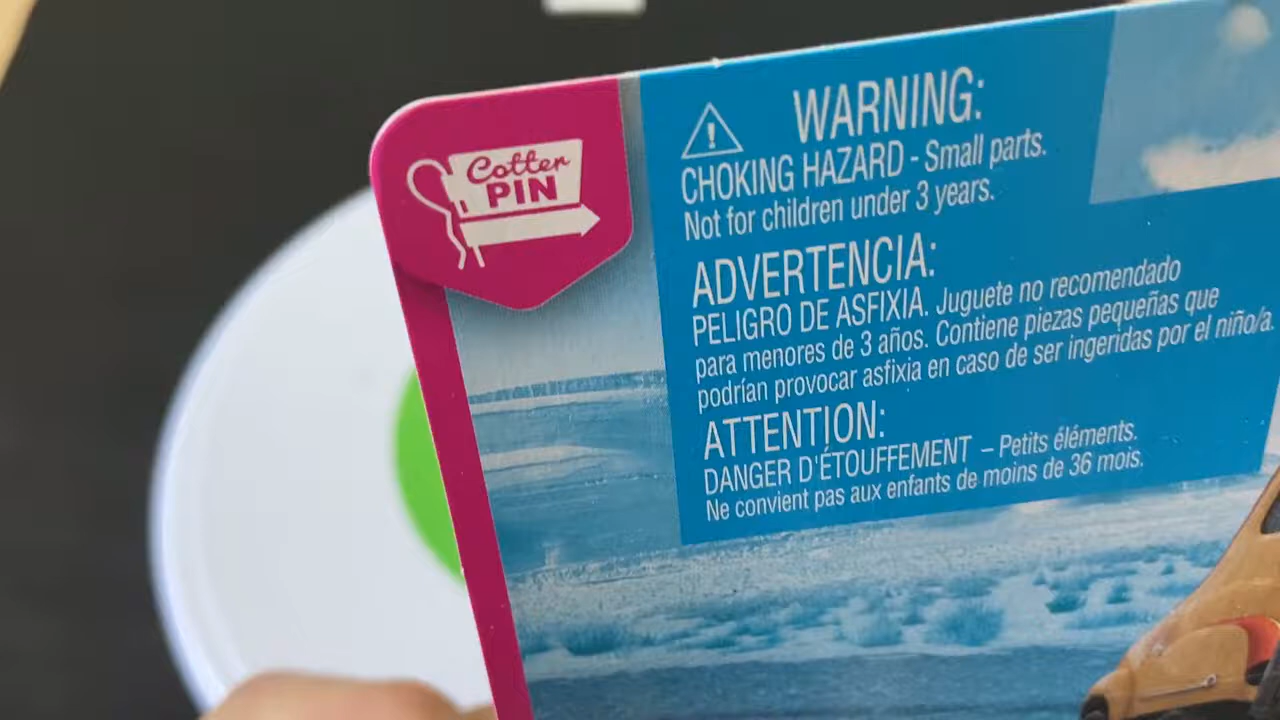 Cotter
PIN
WARNING:
CHOKING HAZARD - Small parts.
Not for children under 3 years.
ADVERTENCIA:
PELIGRO DE ASFIXIA. Juguete no recomendado
para menores de 3 años. Contiene piezas pequeñas que
podrían provocar asfixia en caso de ser ingeridas por el niño/a.
ATTENTION:
DANGER D'ÉTOUFFEMENT – Petits éléments.
Ne convient pas aux enfants de moins de 36 mois.